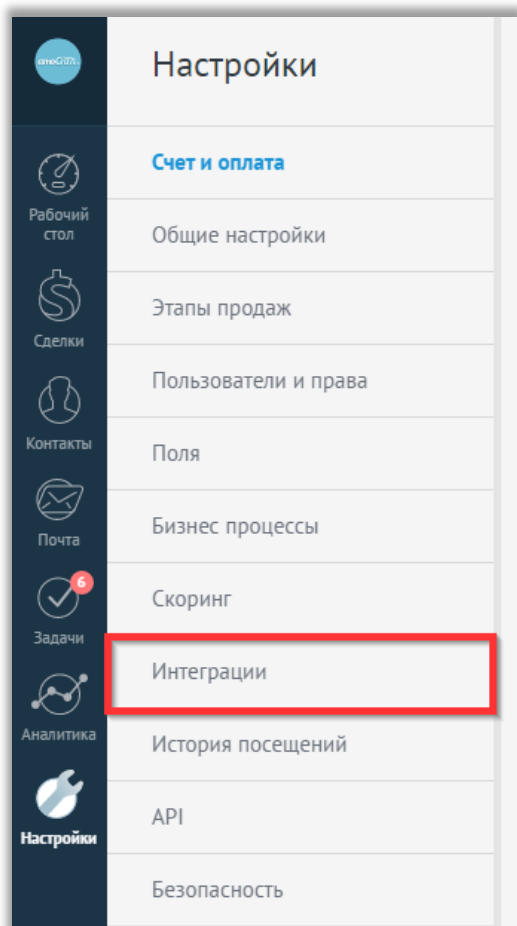 Настройки
Рабочий
стол
Сделки
Контакты
Почта
6
Задачи
Аналитика
Настройки
Счет и оплата
Общие настройки
Этапы продаж
Пользователи и права
Поля
Бизнес процессы
Скоринг
Интеграции
История посещений
API
Безопасность